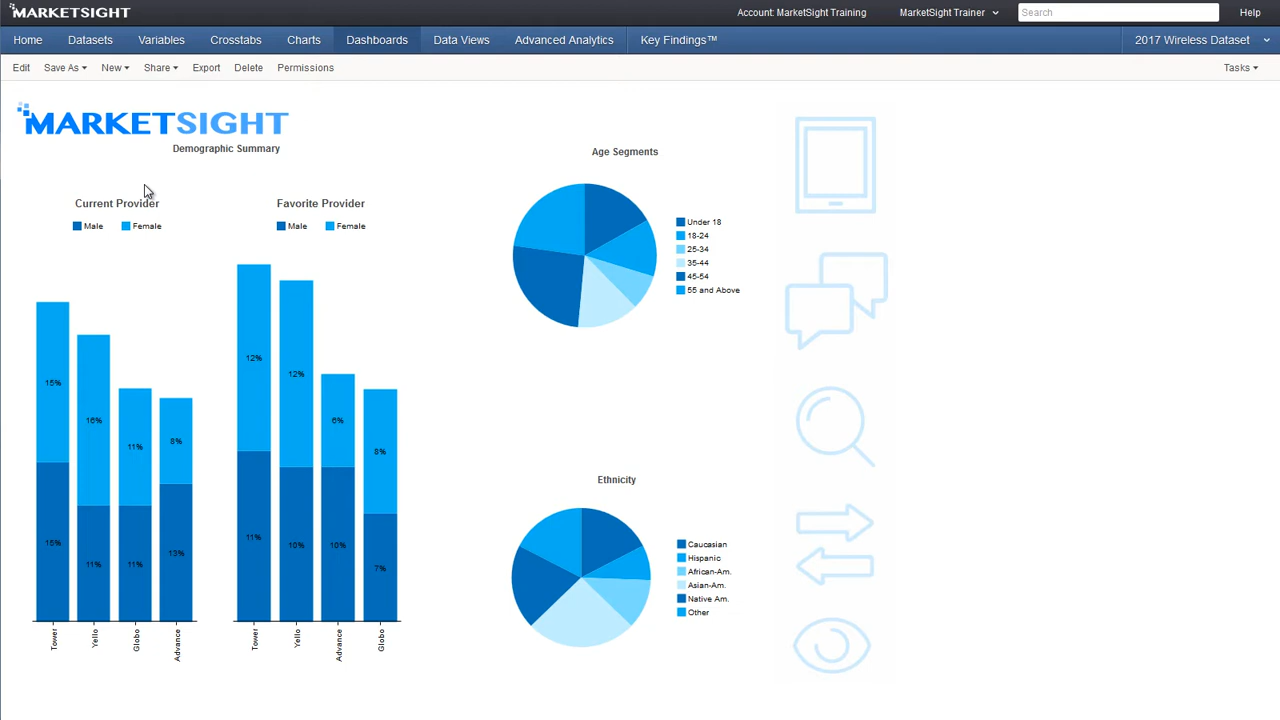 MARKETSIGHT
Account: MarketSight Training
MarketSight Trainer
Search
Help
Home
Datasets
Variables
Crosstabs
Charts
Dashboards
Data Views
Advanced Analytics
Key Findings™
2017 Wireless Dataset
Edit
Save As
New
Share
Export
Delete
Permissions
Tasks
MARKETSIGHT
Demographic Summary
Current Provider
Male
Female
15%
16%
11%
8%
15%
11%
11%
13%
Tower
Yello
Globo
Advance
Favorite Provider
Male
Female
12%
12%
6%
8%
11%
10%
10%
7%
Tower
Yello
Advance
Globo
Age Segments
Under 18
18-24
25-34
35-44
45-54
55 and Above
Ethnicity
Caucasian
Hispanic
African-Am.
Asian-Am.
Native Am.
Other